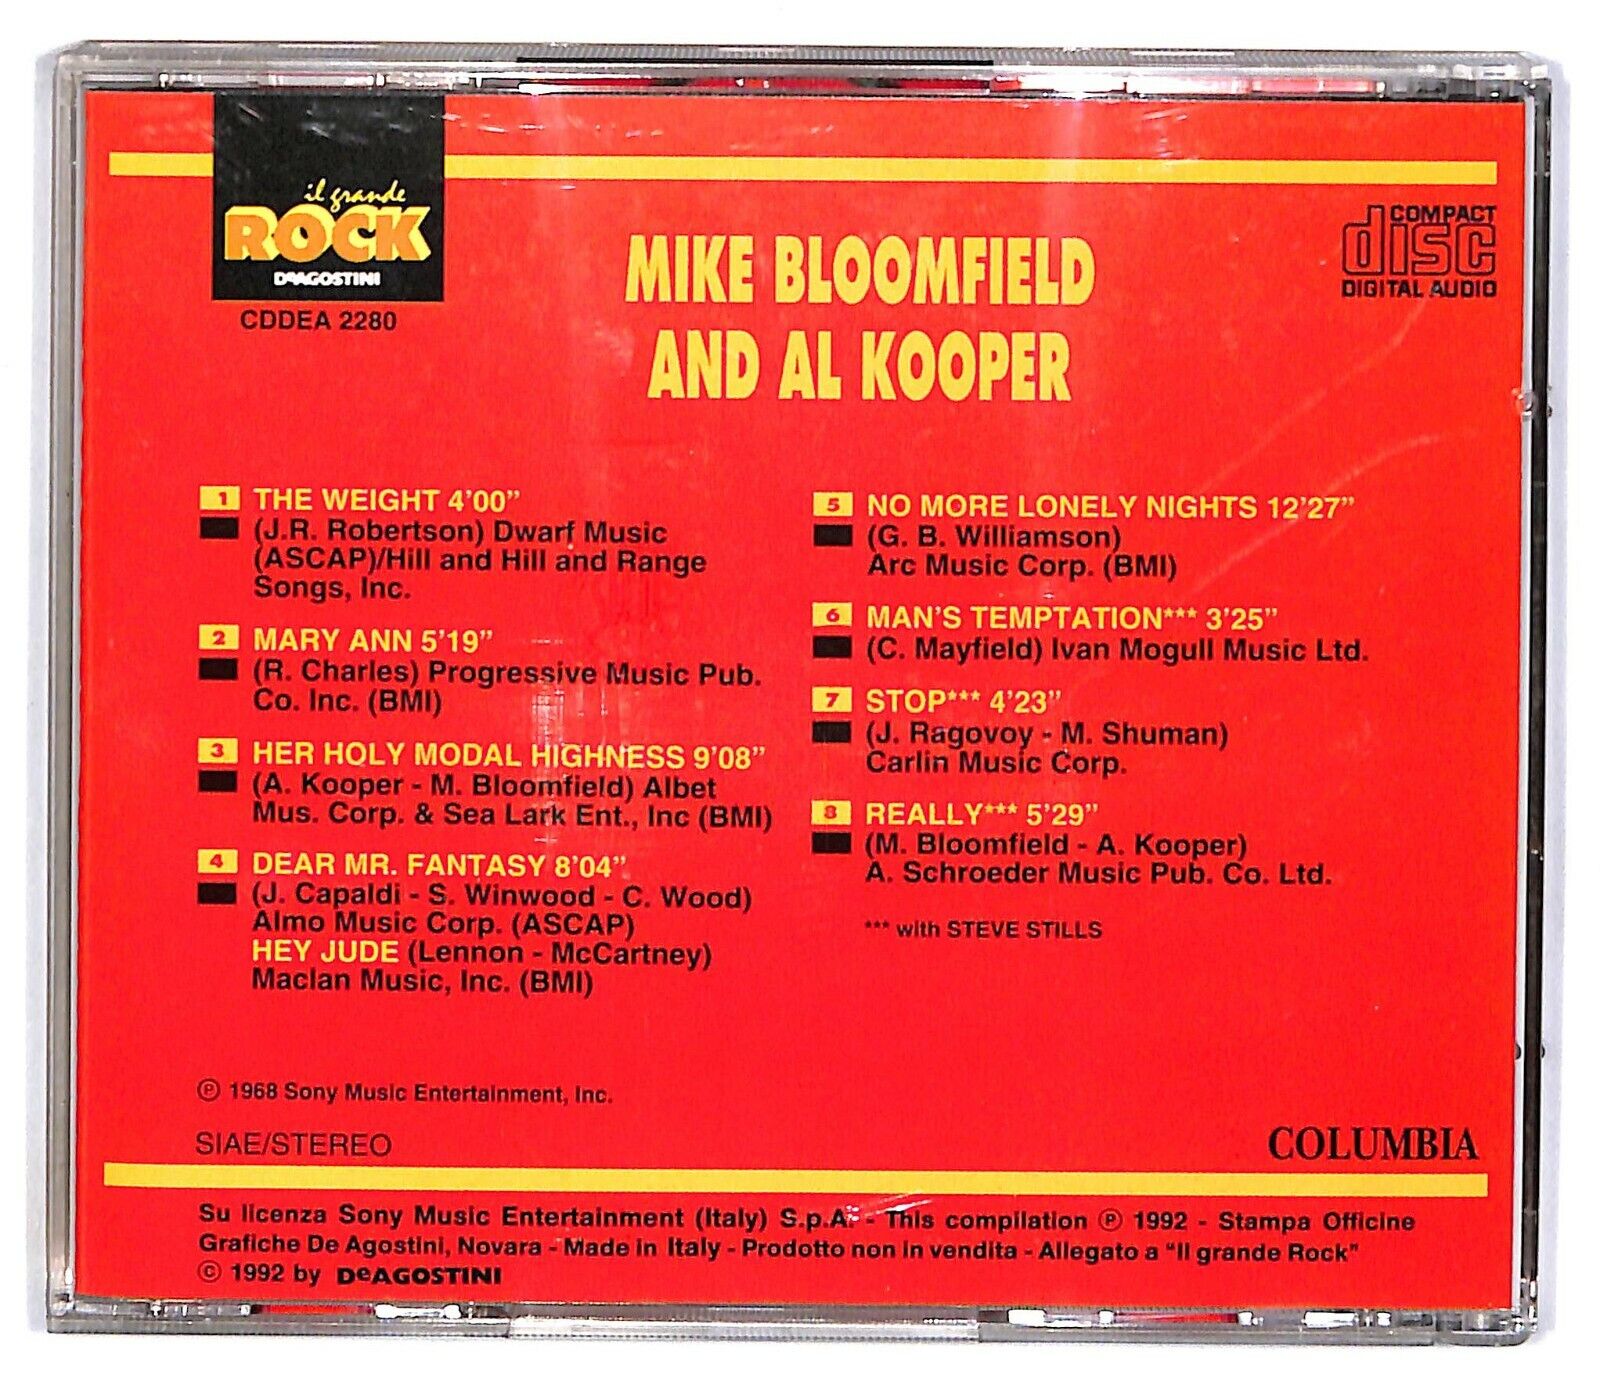 il grande
ROCK
DeAGOSTINI
CDDEA 2280
MIKE BLOOMFIELD
AND AL KOOPER
COMPACT
disc
DIGITAL AUDIO
1 THE WEIGHT 4'00"
(J.R. Robertson) Dwarf Music
(ASCAP)/Hill and Hill and Range
Songs, Inc.
2 MARY ANN 5'19"
(R. Charles) Progressive Music Pub.
Co. Inc. (BMI)
3 HER HOLY MODAL HIGHNESS 9'08"
(A. Kooper - M. Bloomfield) Albet
Mus. Corp. & Sea Lark Ent., Inc (BMI)
4 DEAR MR. FANTASY 8'04"
(J. Capaldi - S. Winwood - C. Wood)
Almo Music Corp. (ASCAP)
HEY JUDE (Lennon - McCartney)
Maclan Music, Inc. (BMI)
5 NO MORE LONELY NIGHTS 12'27"
(G. B. Williamson)
Arc Music Corp. (BMI)
6 MAN'S TEMPTATION*** 3'25"
(C. Mayfield) Ivan Mogull Music Ltd.
7 STOP*** 4'23"
(J. Ragovoy - M. Shuman)
Carlin Music Corp.
8 REALLY*** 5'29"
(M. Bloomfield - A. Kooper)
A. Schroeder Music Pub. Co. Ltd.
*** with STEVE STILLS
℗ 1968 Sony Music Entertainment, Inc.
SIAE/STEREO
COLUMBIA
Su licenza Sony Music Entertainment (Italy) S.p.A. - This compilation ℗ 1992 - Stampa Officine
Grafiche De Agostini, Novara - Made in Italy - Prodotto non in vendita - Allegato a "Il grande Rock"
© 1992 by DeAGOSTINI